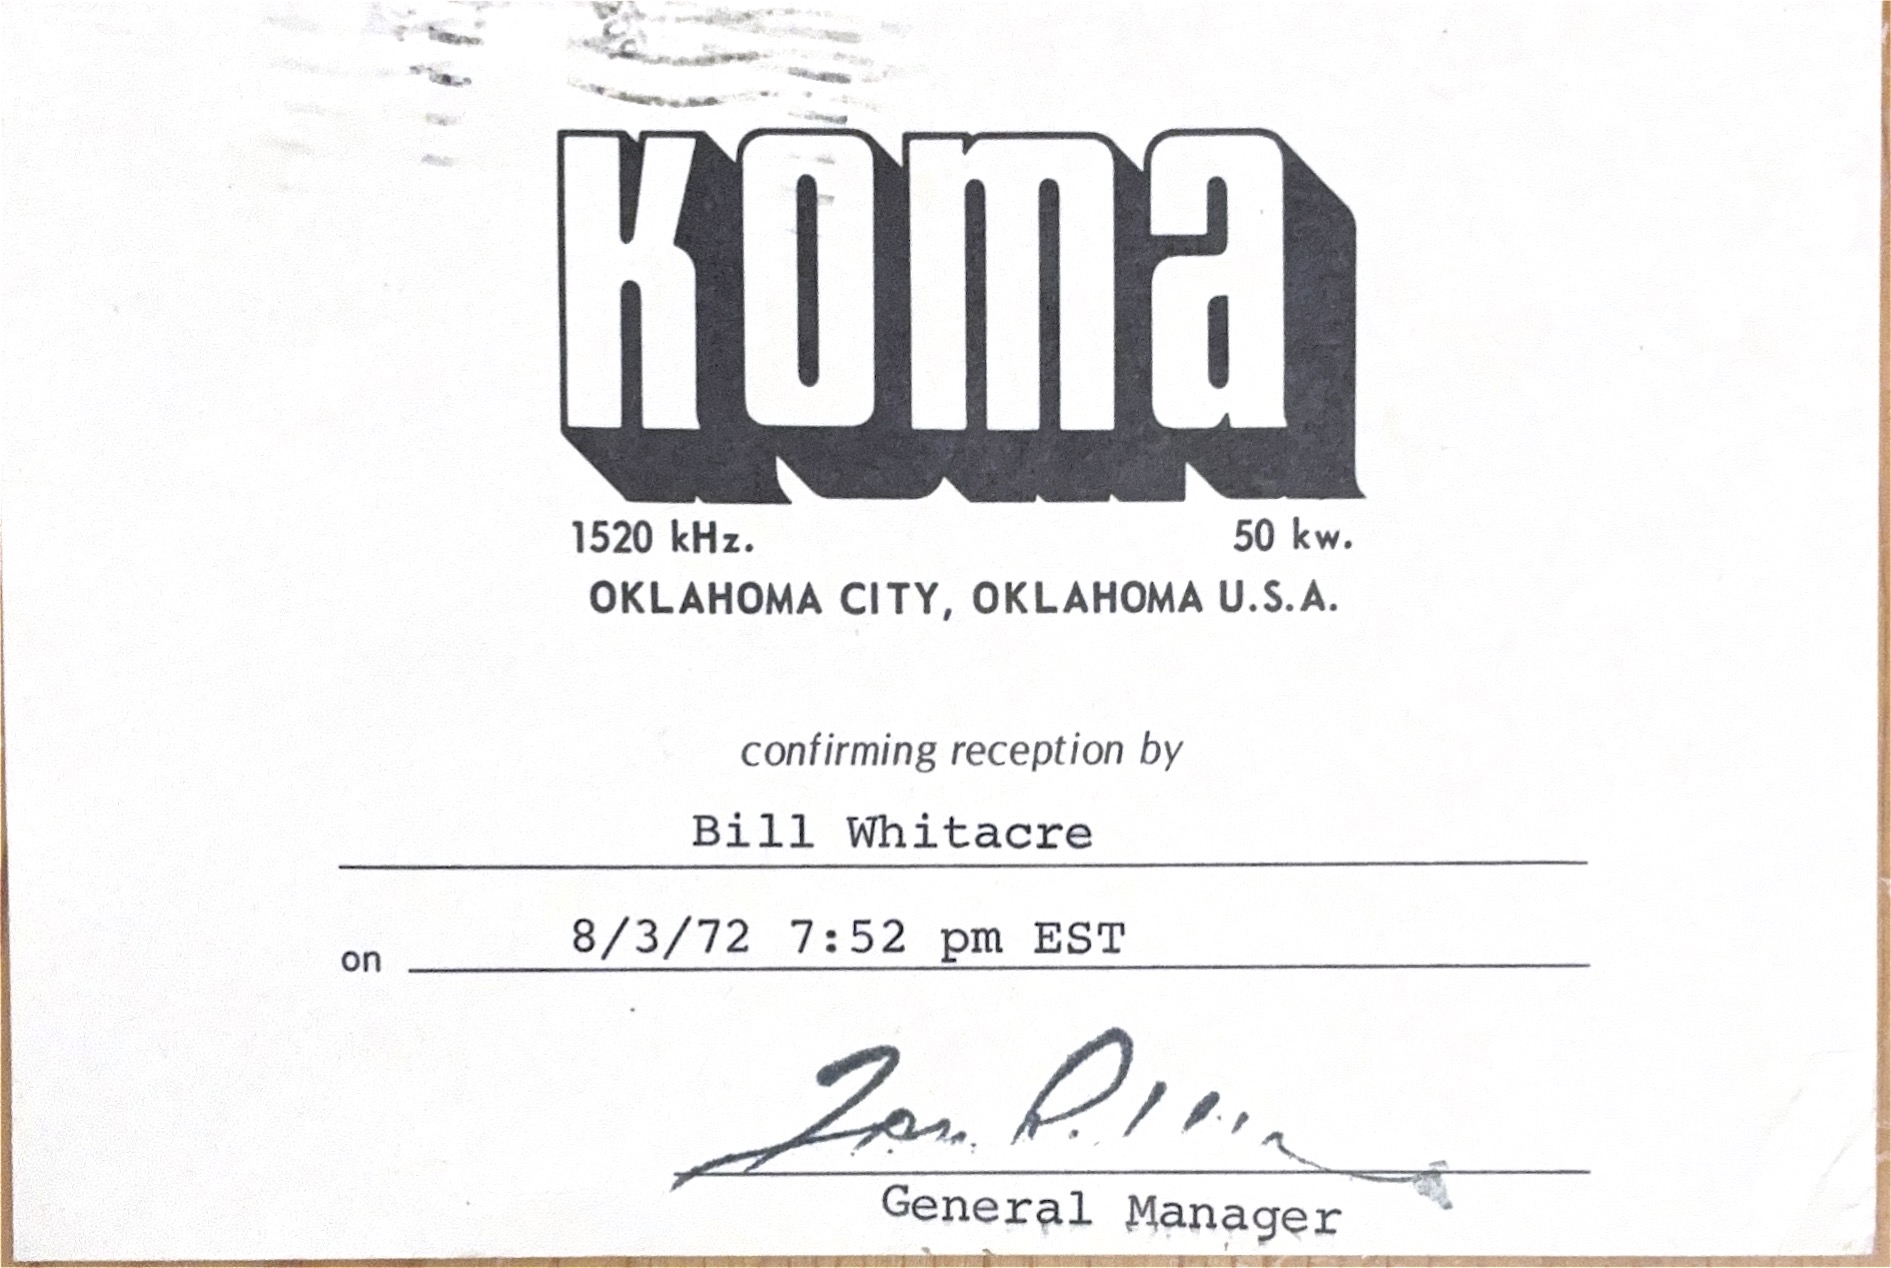 KOMA
1520 kHz. 50 kw.
OKLAHOMA CITY, OKLAHOMA U.S.A.
confirming reception by
Bill Whitacre
on 8/3/72 7:52 pm EST
General Manager